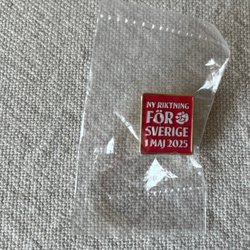 NY RIKTNING
FÖR
SVERIGE
1 MAJ 2025